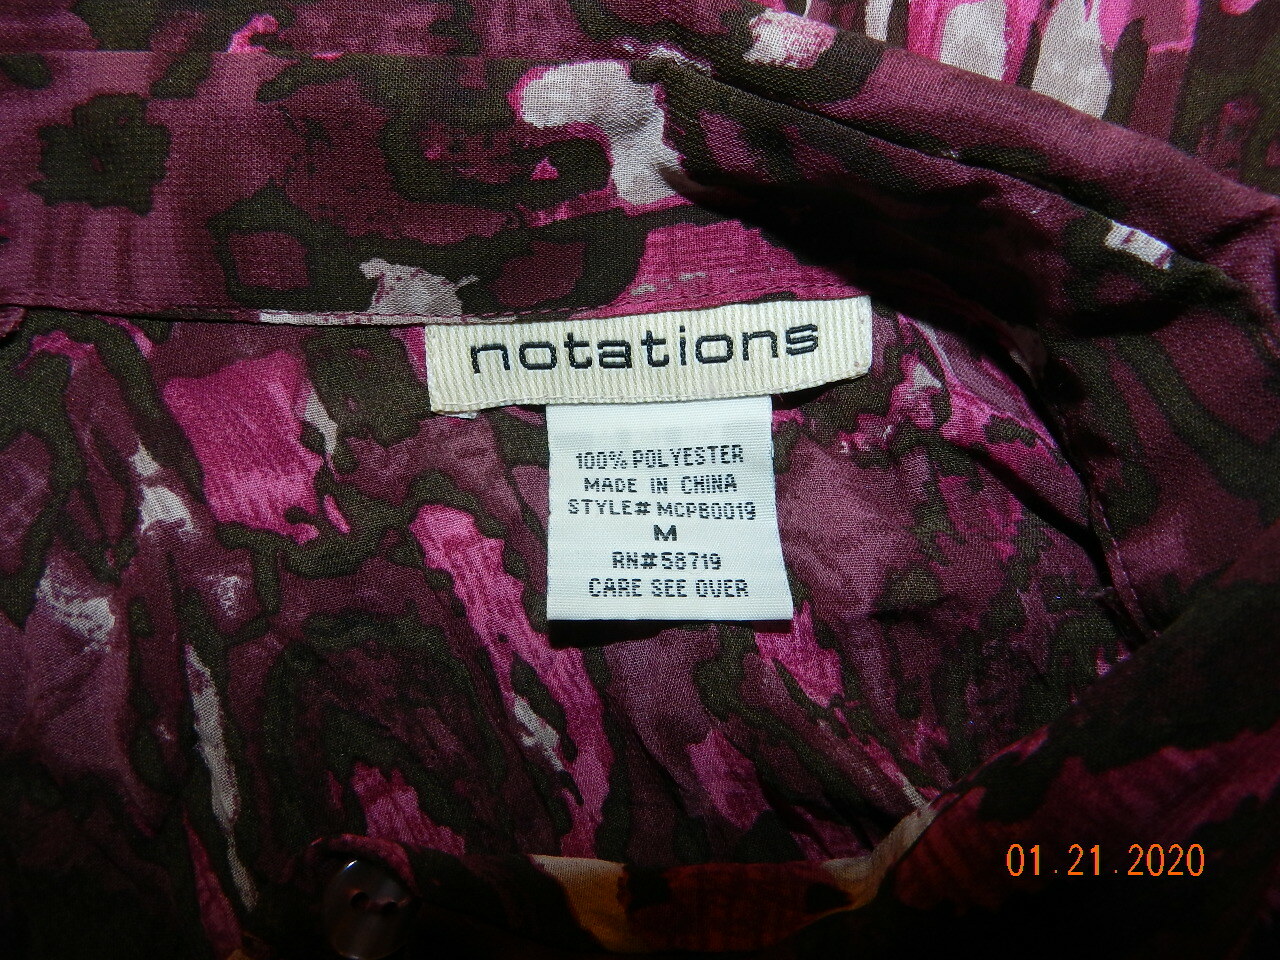 notations
100% POLYESTER
MADE IN CHINA
STYLE# MCPB0019
M
RN#58719
CARE SEE OVER
01.21.2020